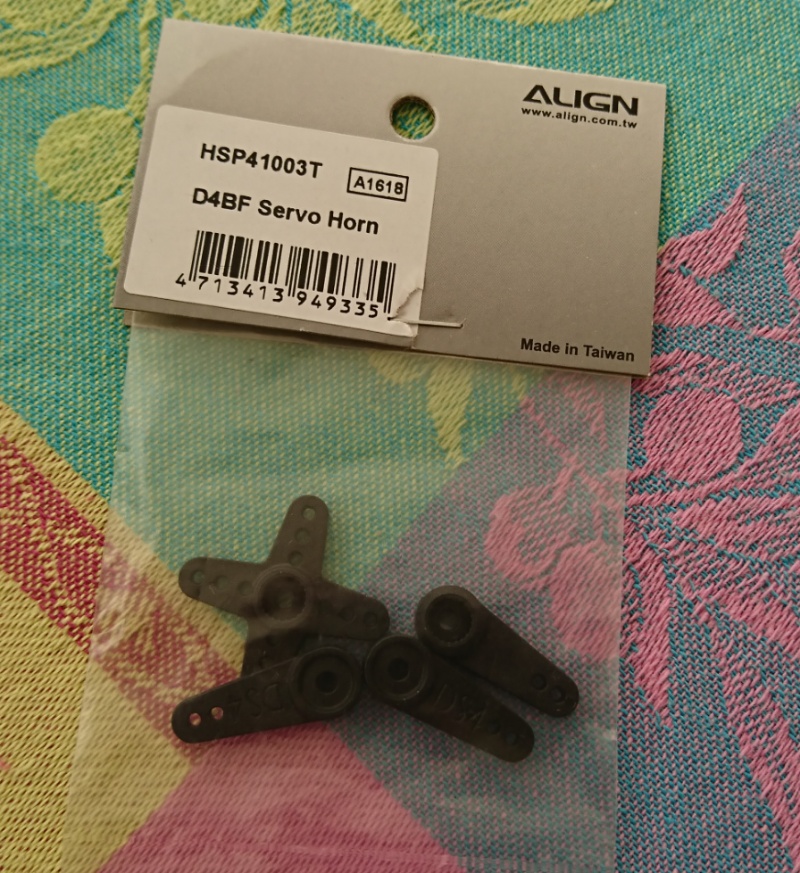 ALIGN
www.align.com.tw
HSP41003T
A1618
D4BF Servo Horn
4 713413 949335
Made in Taiwan